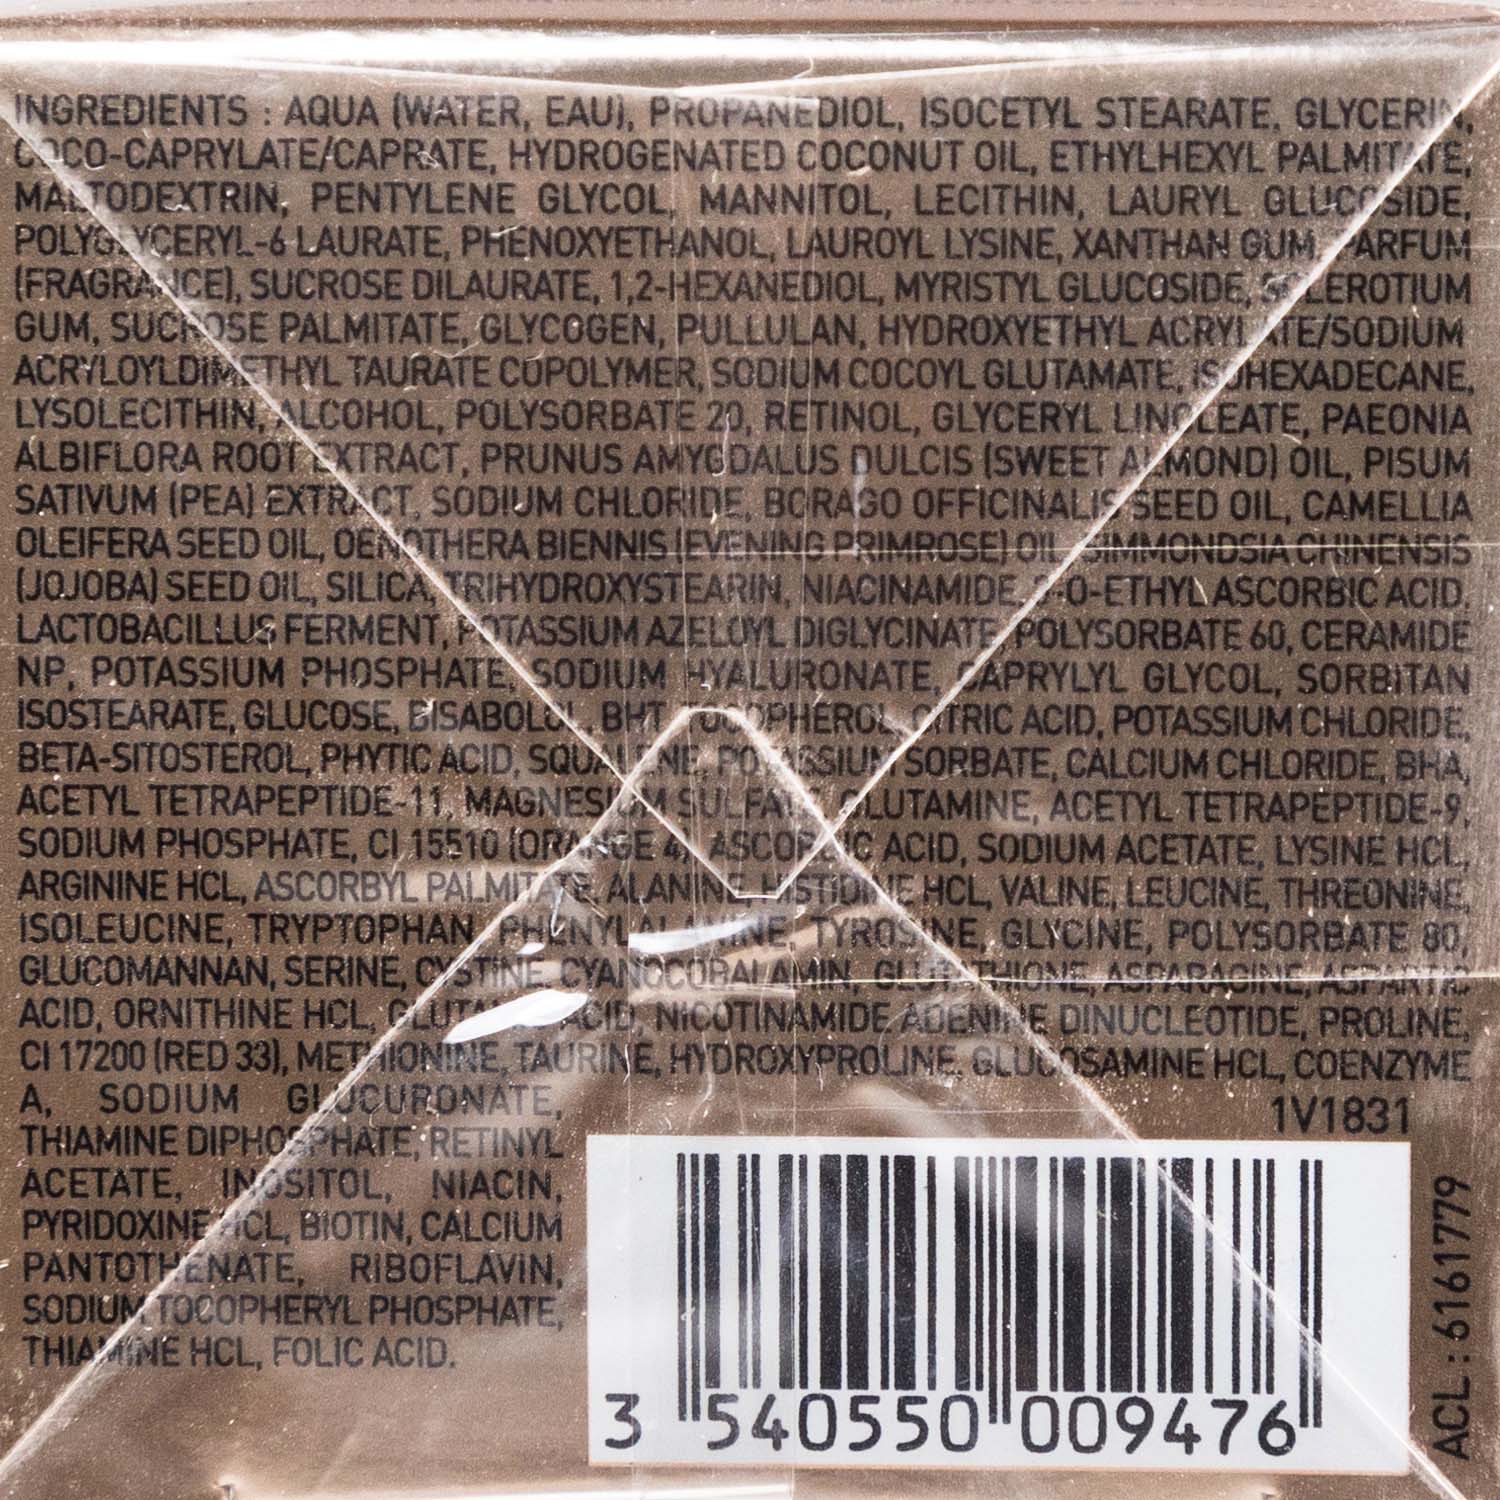 INGREDIENTS : AQUA (WATER, EAU), PROPANEDIOL, ISOCETYL STEARATE, GLYCERIN,
COCO-CAPRYLATE/CAPRATE, HYDROGENATED COCONUT OIL, ETHYLHEXYL PALMITATE,
MALTODEXTRIN, PENTYLENE GLYCOL, MANNITOL, LECITHIN, LAURYL GLUCOSIDE,
POLYGLYCERYL-6 LAURATE, PHENOXYETHANOL, LAUROYL LYSINE, XANTHAN GUM, PARFUM
(FRAGRANCE), SUCROSE DILAURATE, 1,2-HEXANEDIOL, MYRISTYL GLUCOSIDE, SCLEROTIUM
GUM, SUCROSE PALMITATE, GLYCOGEN, PULLULAN, HYDROXYETHYL ACRYLATE/SODIUM
ACRYLOYLDIMETHYL TAURATE COPOLYMER, SODIUM COCOYL GLUTAMATE, ISOHEXADECANE,
LYSOLECITHIN, ALCOHOL, POLYSORBATE 20, RETINOL, GLYCERYL LINOLEATE, PAEONIA
ALBIFLORA ROOT EXTRACT, PRUNUS AMYGDALUS DULCIS (SWEET ALMOND) OIL, PISUM
SATIVUM (PEA) EXTRACT, SODIUM CHLORIDE, BORAGO OFFICINALIS SEED OIL, CAMELLIA
OLEIFERA SEED OIL, OENOTHERA BIENNIS (EVENING PRIMROSE) OIL, SIMMONDSIA CHINENSIS
(JOJOBA) SEED OIL, SILICA, TRIHYDROXYSTEARIN, NIACINAMIDE, 3-O-ETHYL ASCORBIC ACID,
LACTOBACILLUS FERMENT, POTASSIUM AZELOYL DIGLYCINATE, POLYSORBATE 60, CERAMIDE
NP, POTASSIUM PHOSPHATE, SODIUM HYALURONATE, CAPRYLYL GLYCOL, SORBITAN
ISOSTEARATE, GLUCOSE, BISABOLOL, BHT, TOCOPHEROL, CITRIC ACID, POTASSIUM CHLORIDE,
BETA-SITOSTEROL, PHYTIC ACID, SQUALENE, POTASSIUM SORBATE, CALCIUM CHLORIDE, BHA,
ACETYL TETRAPEPTIDE-11, MAGNESIUM SULFATE, GLUTAMINE, ACETYL TETRAPEPTIDE-9,
SODIUM PHOSPHATE, CI 15510 (ORANGE 4), ASCORBIC ACID, SODIUM ACETATE, LYSINE HCL,
ARGININE HCL, ASCORBYL PALMITATE, ALANINE, HISTIDINE HCL, VALINE, LEUCINE, THREONINE,
ISOLEUCINE, TRYPTOPHAN, PHENYLALANINE, TYROSINE, GLYCINE, POLYSORBATE 80,
GLUCOMANNAN, SERINE, CYSTINE, CYANOCOBALAMIN, GLUTATHIONE, ASPARAGINE, ASPARTIC
ACID, ORNITHINE HCL, GLUTAMIC ACID, NICOTINAMIDE ADENINE DINUCLEOTIDE, PROLINE,
CI 17200 (RED 33), METHIONINE, TAURINE, HYDROXYPROLINE, GLUCOSAMINE HCL, COENZYME
A, SODIUM GLUCURONATE,
THIAMINE DIPHOSPHATE, RETINYL
ACETATE, INOSITOL, NIACIN,
PYRIDOXINE HCL, BIOTIN, CALCIUM
PANTOTHENATE, RIBOFLAVIN,
SODIUM TOCOPHERYL PHOSPHATE,
THIAMINE HCL, FOLIC ACID.
1V1831
3 540550 009476
ACL : 6161779